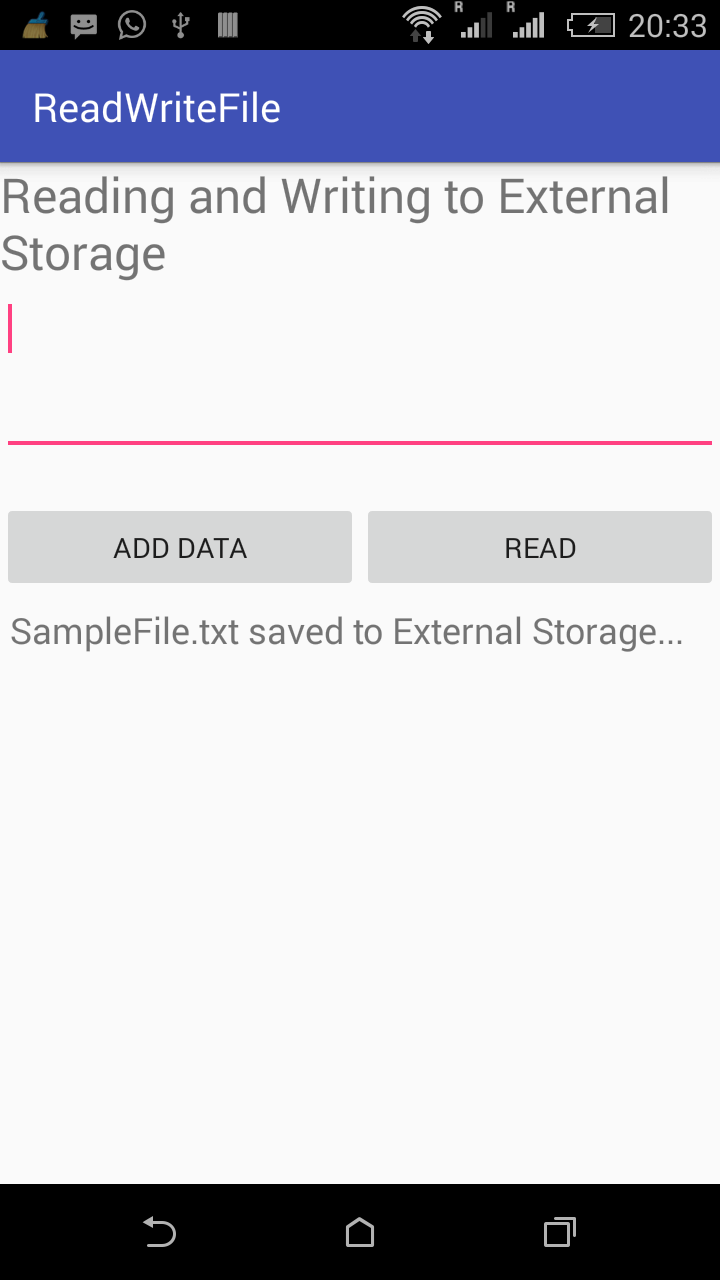 R R 20:33
ReadWriteFile
Reading and Writing to External
Storage
ADD DATA READ
SampleFile.txt saved to External Storage...